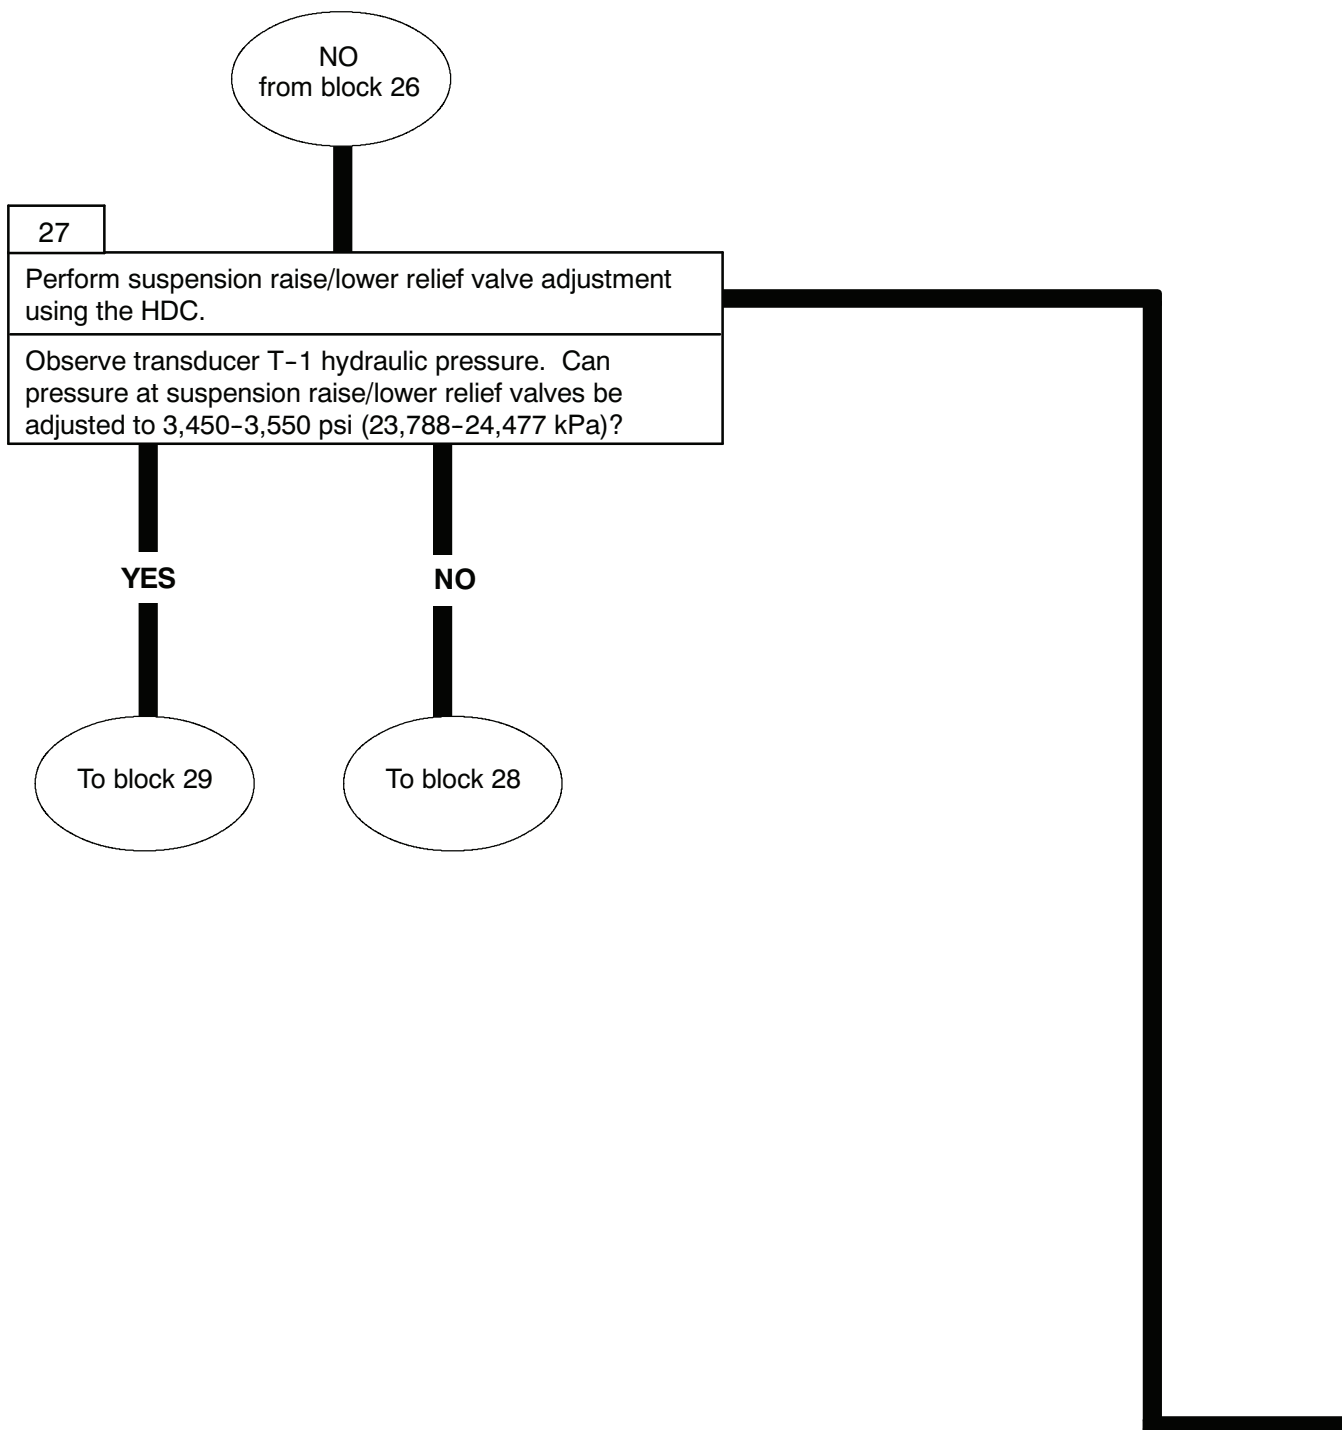 NO
from block 26
27
Perform suspension raise/lower relief valve adjustment
using the HDC.
Observe transducer T-1 hydraulic pressure.  Can
pressure at suspension raise/lower relief valves be
adjusted to 3,450-3,550 psi (23,788-24,477 kPa)?
YES
NO
To block 29
To block 28